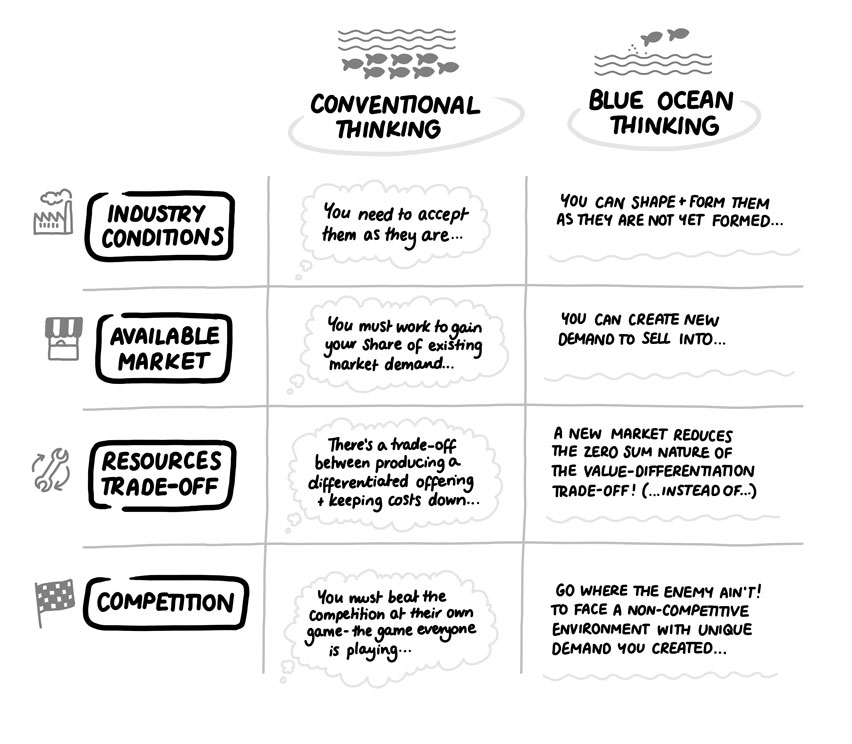 CONVENTIONAL
THINKING
BLUE OCEAN
THINKING
INDUSTRY
CONDITIONS
You need to accept
them as they are...
YOU CAN SHAPE + FORM THEM
AS THEY ARE NOT YET FORMED...
AVAILABLE
MARKET
You must work to gain
your share of existing
market demand...
YOU CAN CREATE NEW
DEMAND TO SELL INTO...
RESOURCES
TRADE-OFF
There's a trade-off
between producing a
differentiated offering
+ keeping costs down...
A NEW MARKET REDUCES
THE ZERO SUM NATURE OF
THE VALUE-DIFFERENTIATION
TRADE-OFF! (...INSTEAD OF...)
COMPETITION
You must beat the
competition at their own
game - the game everyone
is playing...
GO WHERE THE ENEMY AIN'T!
TO FACE A NON-COMPETITIVE
ENVIRONMENT WITH UNIQUE
DEMAND YOU CREATED...